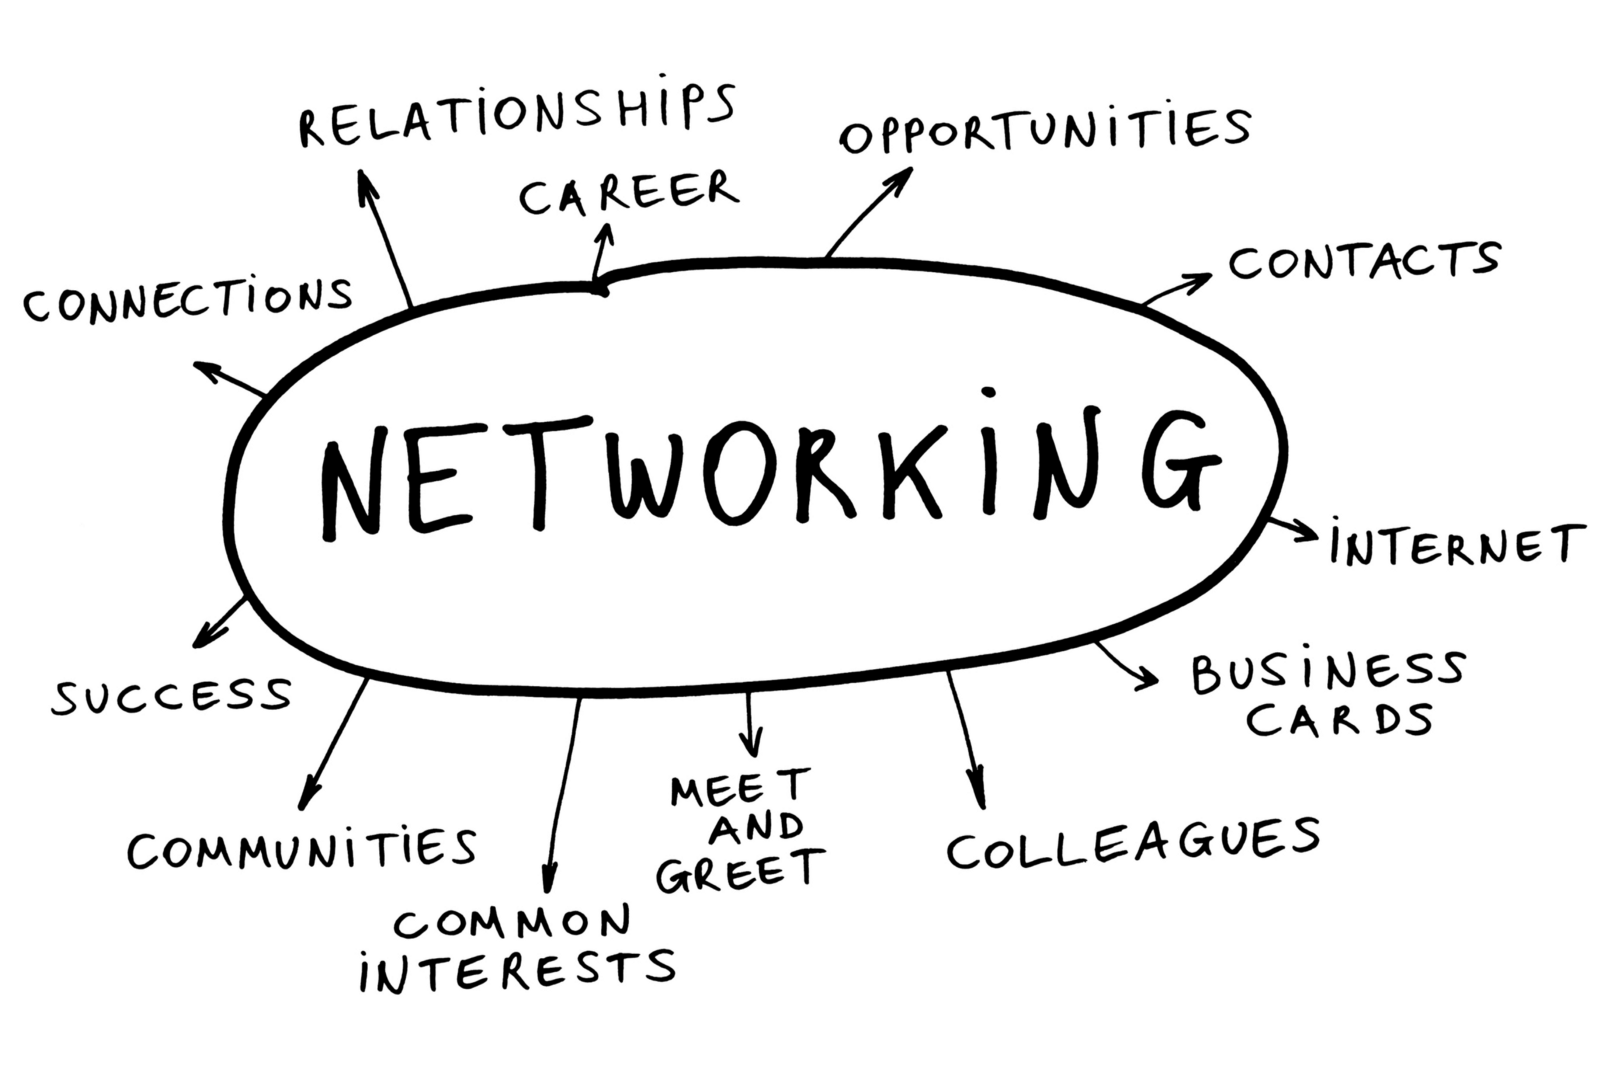 RELATIONSHIPS
OPPORTUNITIES
CAREER
CONTACTS
CONNECTIONS
NETWORKING
INTERNET
SUCCESS
BUSINESS
CARDS
COMMUNITIES
MEET
AND
GREET
COLLEAGUES
COMMON
INTERESTS